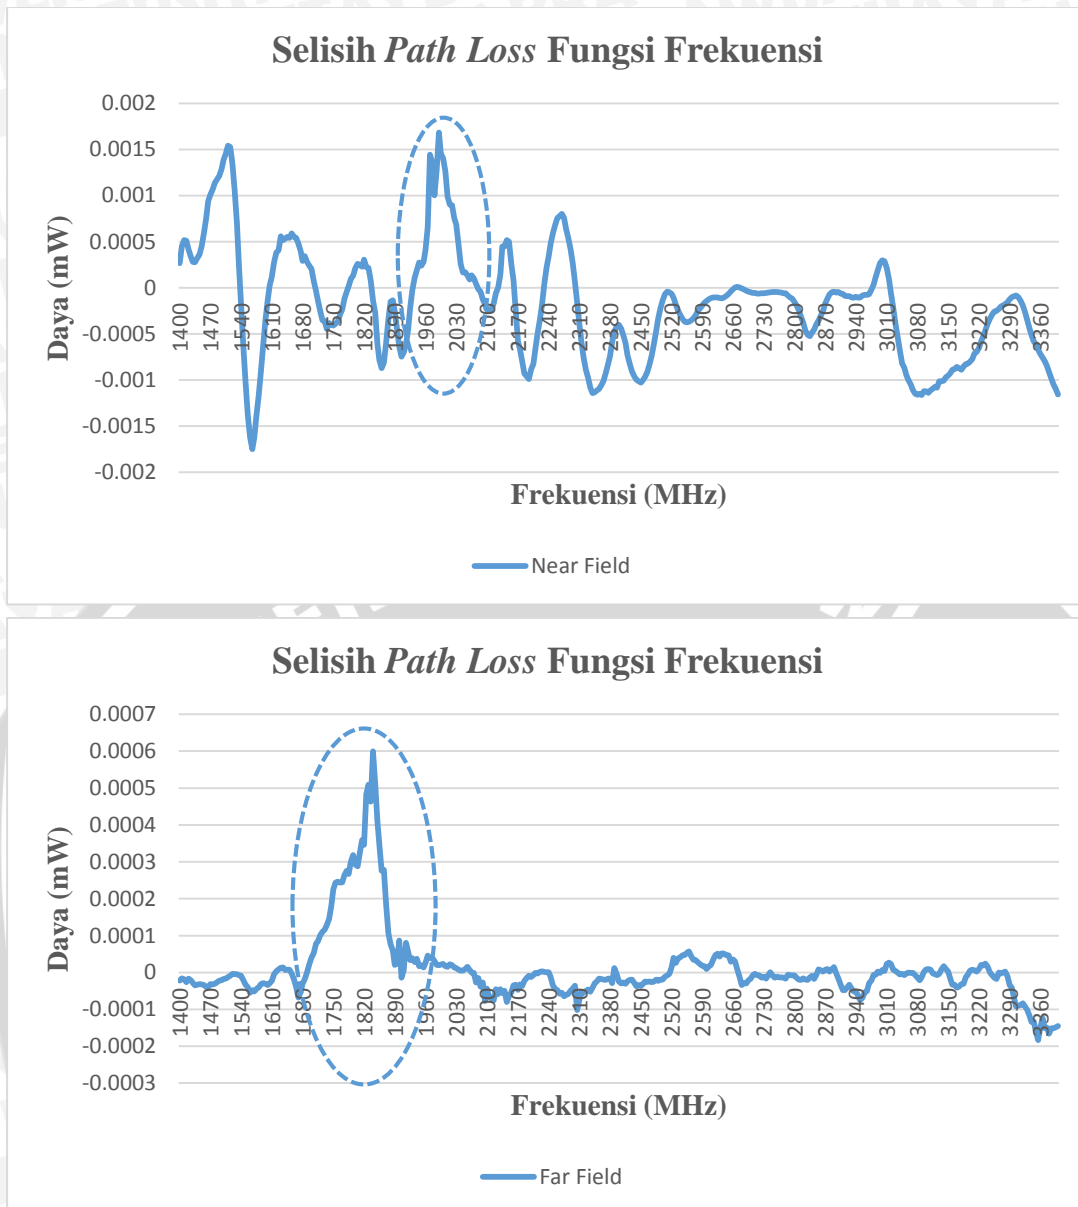 Selisih Path Loss Fungsi Frekuensi
0.002
0.0015
0.001
0.0005
0
-0.0005
-0.001
-0.0015
-0.002
Daya (mW)
1400 1470 1540 1610 1680 1750 1820 1890 1960 2030 2100 2170 2240 2310 2380 2450 2520 2590 2660 2730 2800 2870 2940 3010 3080 3150 3220 3290 3360
Frekuensi (MHz)
Near Field
Selisih Path Loss Fungsi Frekuensi
0.0007
0.0006
0.0005
0.0004
0.0003
0.0002
0.0001
0
-0.0001
-0.0002
-0.0003
Daya (mW)
1400 1470 1540 1610 1680 1750 1820 1890 1960 2030 2100 2170 2240 2310 2380 2450 2520 2590 2660 2730 2800 2870 2940 3010 3080 3150 3220 3290 3360
Frekuensi (MHz)
Far Field